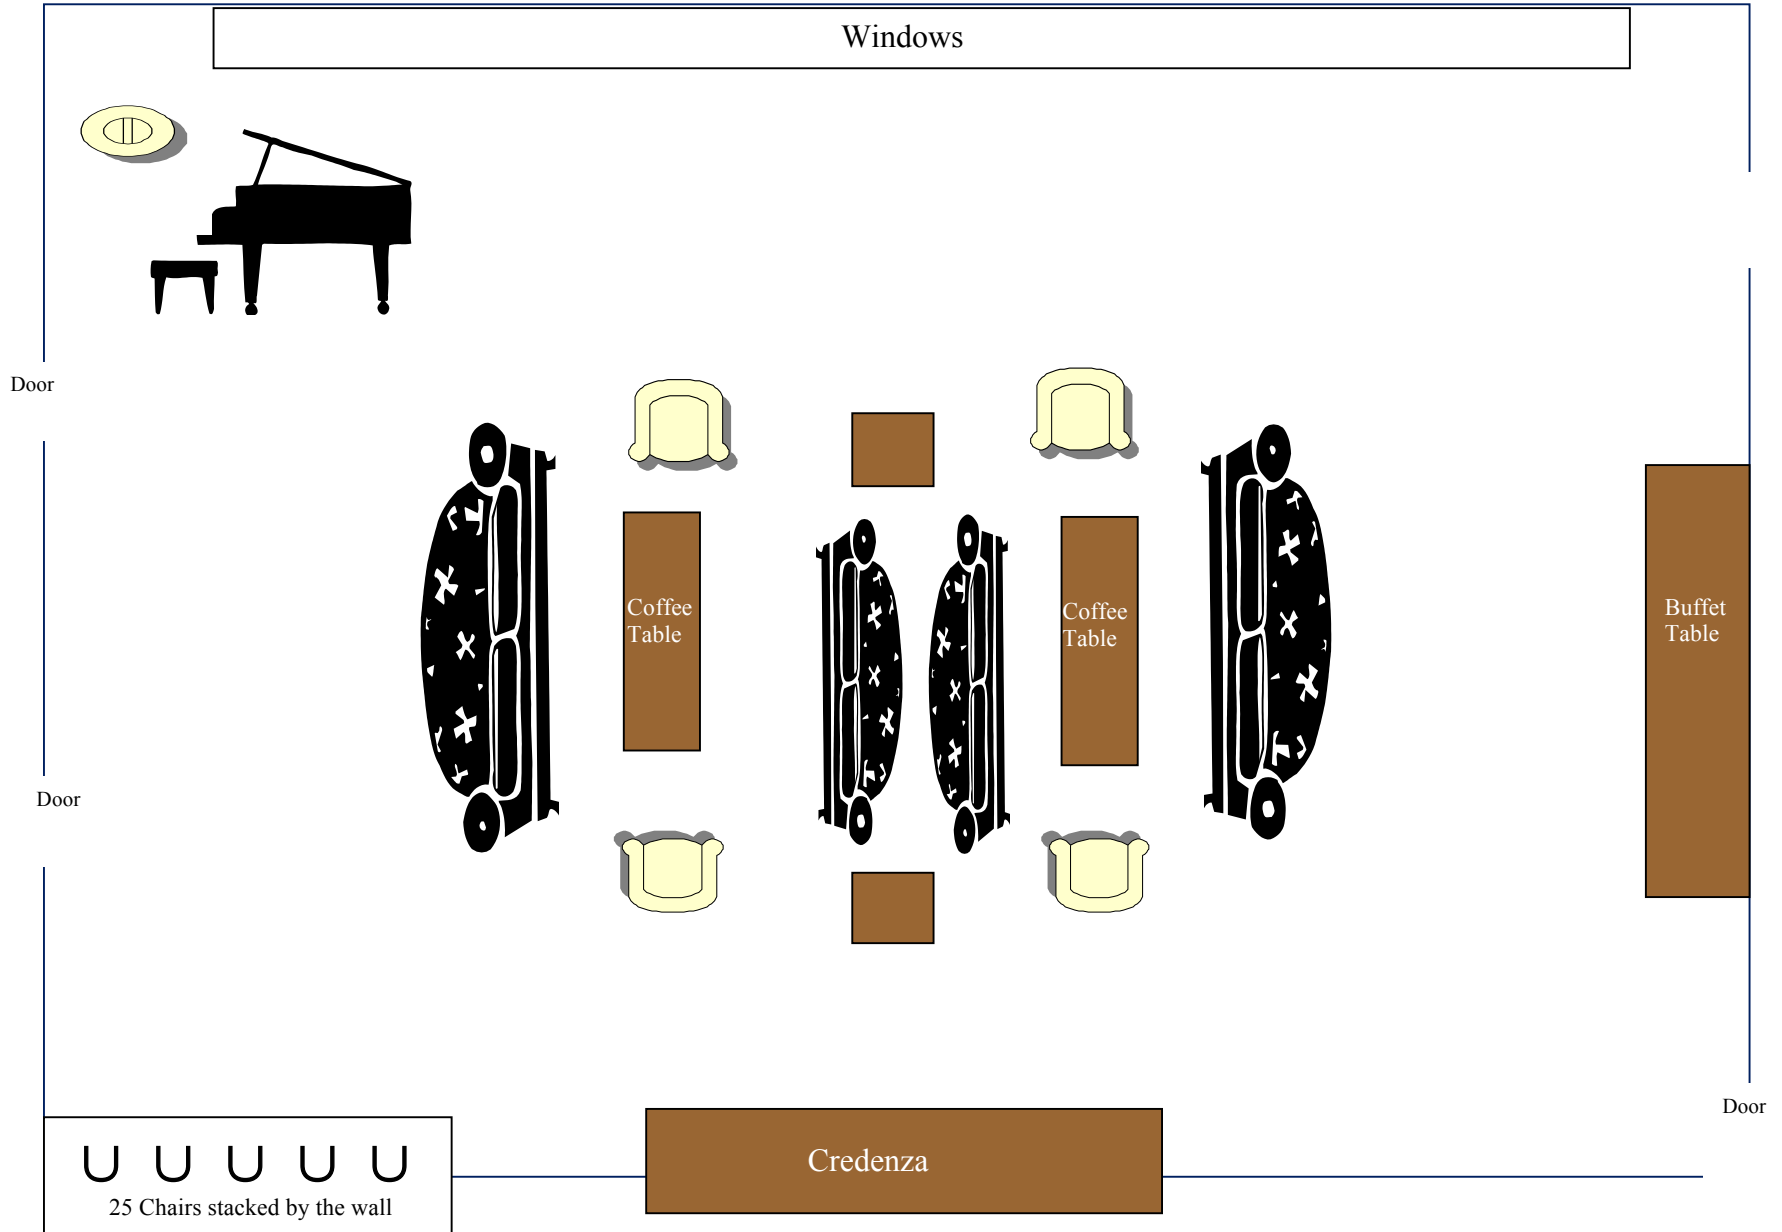 Windows
Door
Coffee
Table
Coffee
Table
Buffet
Table
Door
Door
Credenza
25 Chairs stacked by the wall